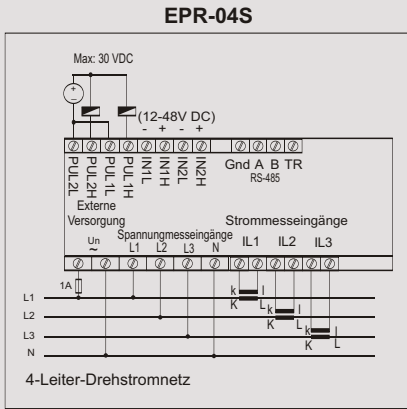 EPR-04S
Max: 30 VDC
+
−
(12-48V DC)
- + - +
PUL2L PUL2H PUL1L PUL1H IN1L IN1H IN2L IN2H Gnd A B TR
RS-485
Externe
Versorgung
Spannungmesseingänge
Strommesseingänge
Un
~
L1 L2 L3 N IL1 IL2 IL3
1A
L1
k l
K L
L2
k l
K L
L3
k l
K L
N
4-Leiter-Drehstromnetz